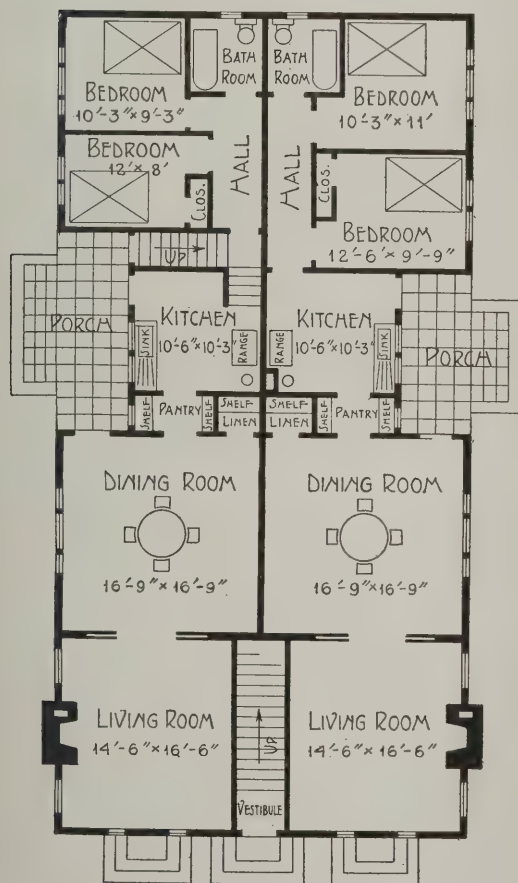 BATH
ROOM
BEDROOM
10'-3" × 9'-3"
BEDROOM
12' × 8'
CLOS.
HALL
UP
PORCH
KITCHEN
10'-6" × 10'-3"
SINK
RANGE
SHELF
PANTRY
SHELF
SHELF
LINEN
DINING ROOM
16'-9" × 16'-9"
LIVING ROOM
14'-6" × 16'-6"
UP
VESTIBULE
BATH
ROOM
BEDROOM
10'-3" × 11'
HALL
CLOS.
BEDROOM
12'-6" × 9'-9"
KITCHEN
10'-6" × 10'-3"
RANGE
SINK
PORCH
SHELF
LINEN
SHELF
PANTRY
SHELF
DINING ROOM
16'-9" × 16'-9"
LIVING ROOM
14'-6" × 16'-6"